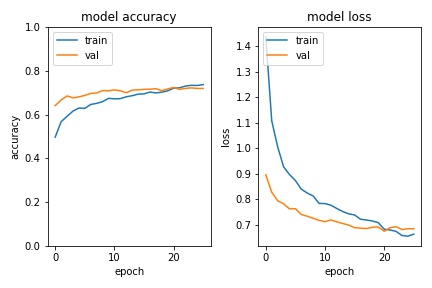 model accuracy
1.0
0.8
0.6
0.4
0.2
0.0
accuracy
train
val
0
10
20
epoch
model loss
1.4
1.3
1.2
1.1
1.0
0.9
0.8
0.7
loss
train
val
0
10
20
epoch